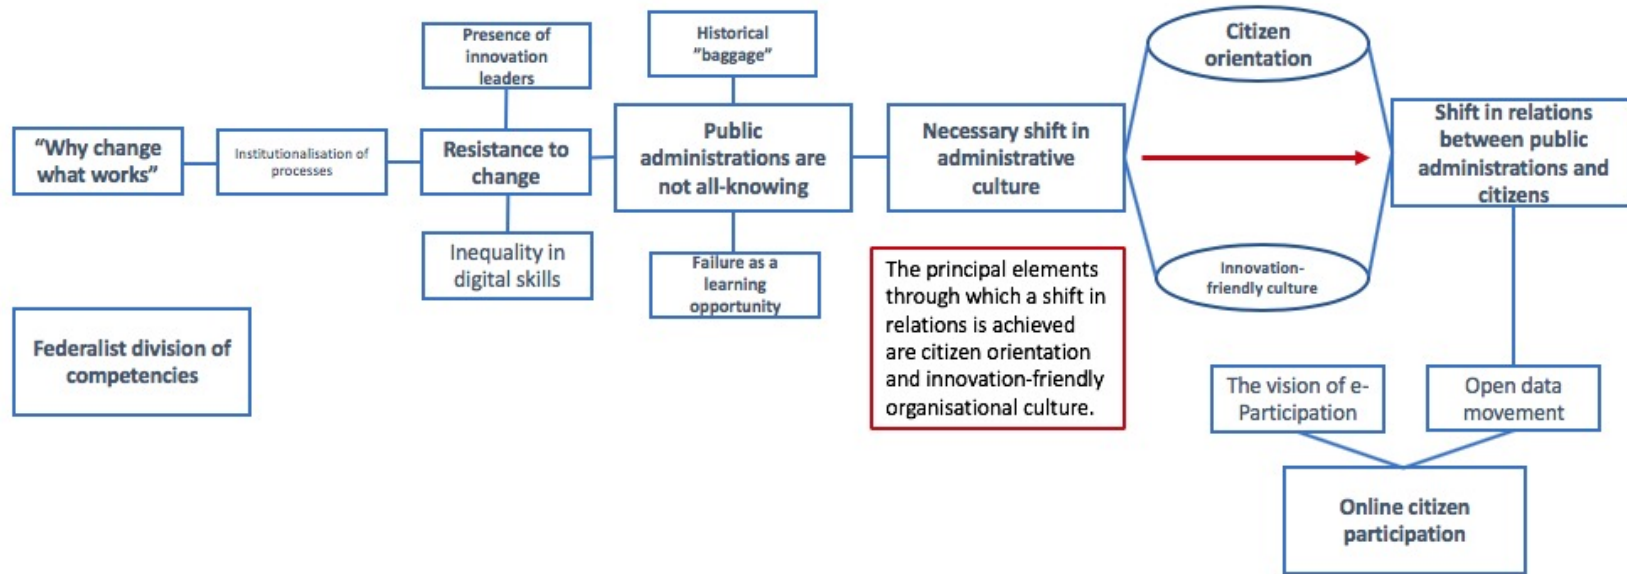 Presence of
innovation
leaders
Historical
"baggage"
Citizen
orientation
"Why change
what works"
Institutionalisation of
processes
Resistance to
change
Public
administrations are
not all-knowing
Necessary shift in
administrative
culture
Shift in relations
between public
administrations and
citizens
Inequality in
digital skills
Failure as a
learning
opportunity
The principal elements
through which a shift in
relations is achieved
are citizen orientation
and innovation-friendly
organisational culture.
Innovation-
friendly culture
Federalist division of
competencies
The vision of e-
Participation
Open data
movement
Online citizen
participation